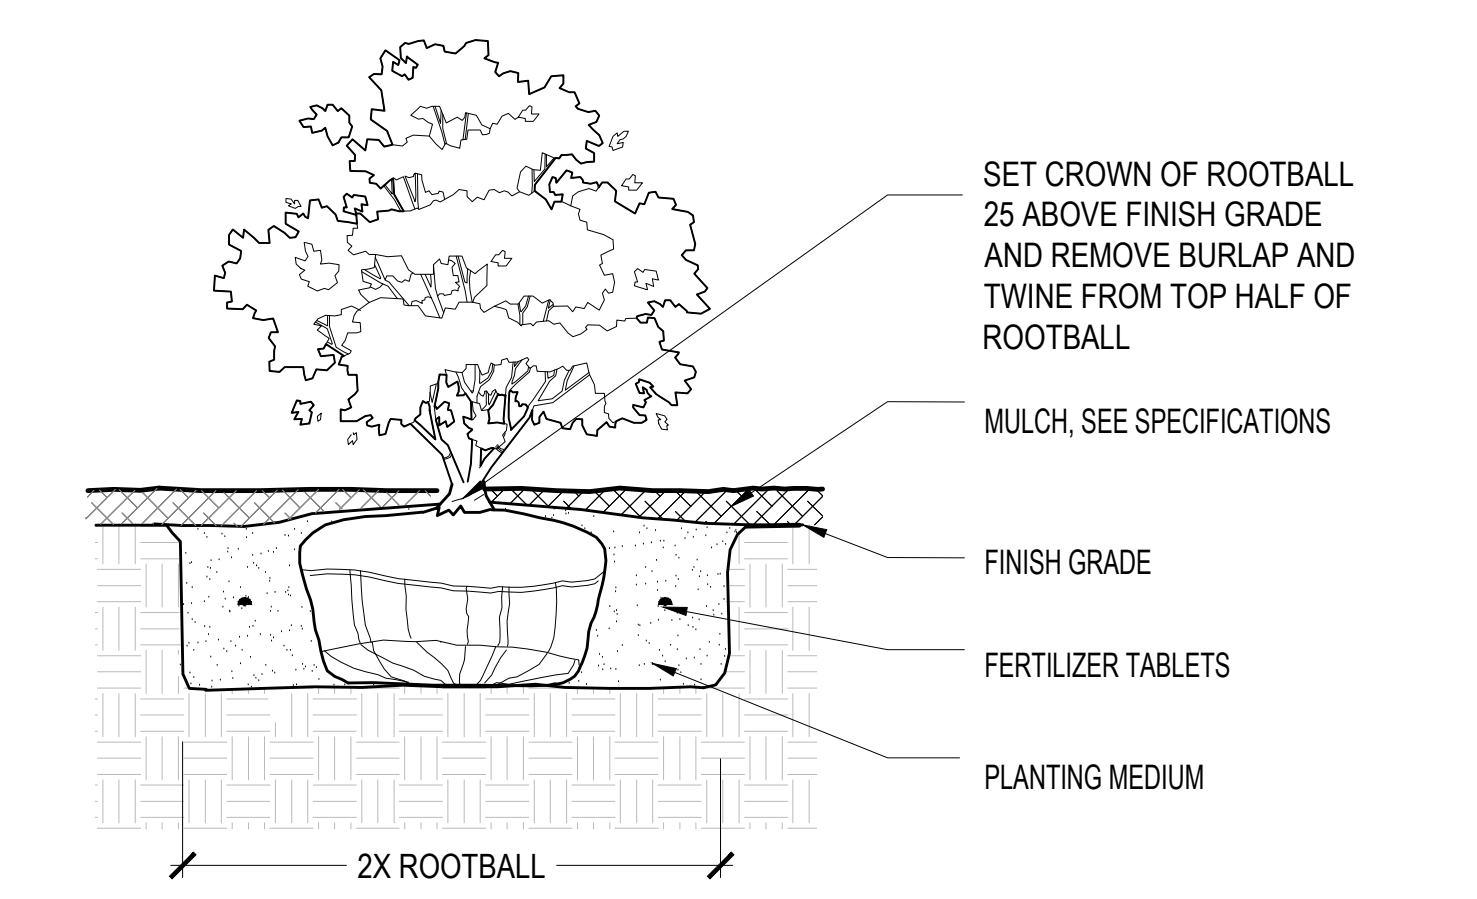 SET CROWN OF ROOTBALL
25 ABOVE FINISH GRADE
AND REMOVE BURLAP AND
TWINE FROM TOP HALF OF
ROOTBALL
MULCH, SEE SPECIFICATIONS
FINISH GRADE
FERTILIZER TABLETS
PLANTING MEDIUM
2X ROOTBALL